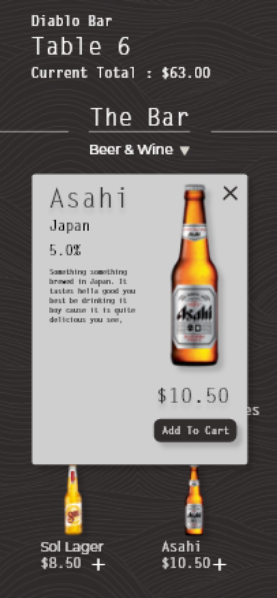 Diablo Bar
Table 6
Current Total : $63.00
The Bar
Beer & Wine ▼
Asahi
Japan
5.0%
Something something
brewed in Japan. It
tastes hella good you
best be drinking it
boy cause it is quite
delicious you see,
Asahi
$10.50
es
Add To Cart
Sol Lager
$8.50 +
Asahi
$10.50+